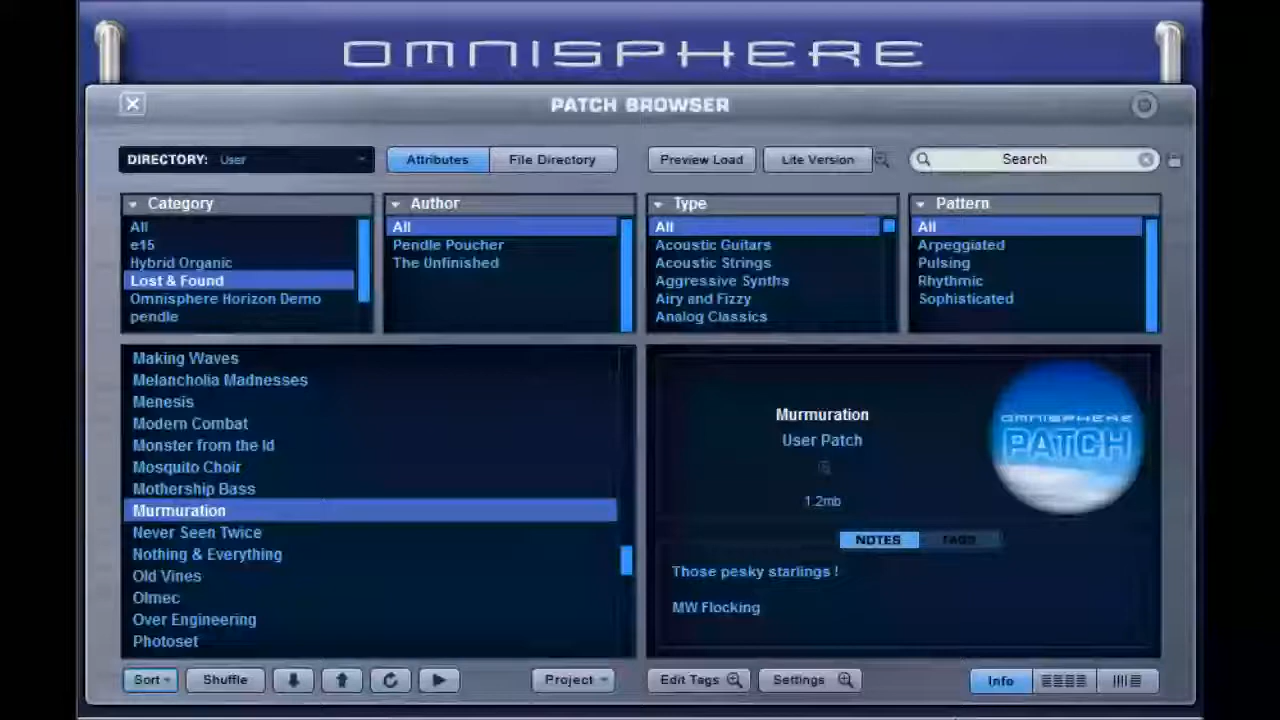 OMNISPHERE
PATCH BROWSER
DIRECTORY: User
Attributes
File Directory
Preview Load
Lite Version
Search
Category
All
e15
Hybrid Organic
Lost & Found
Omnisphere Horizon Demo
pendle
Author
All
Pendle Poucher
The Unfinished
Type
All
Acoustic Guitars
Acoustic Strings
Aggressive Synths
Airy and Fizzy
Analog Classics
Pattern
All
Arpeggiated
Pulsing
Rhythmic
Sophisticated
Making Waves
Melancholia Madnesses
Menesis
Modern Combat
Monster from the Id
Mosquito Choir
Mothership Bass
Murmuration
Never Seen Twice
Nothing & Everything
Old Vines
Olmec
Over Engineering
Photoset
Murmuration
User Patch
1.2mb
OMNISPHERE
PATCH
NOTES
TAGS
Those pesky starlings !
MW Flocking
Sort
Shuffle
Project
Edit Tags
Settings
Info